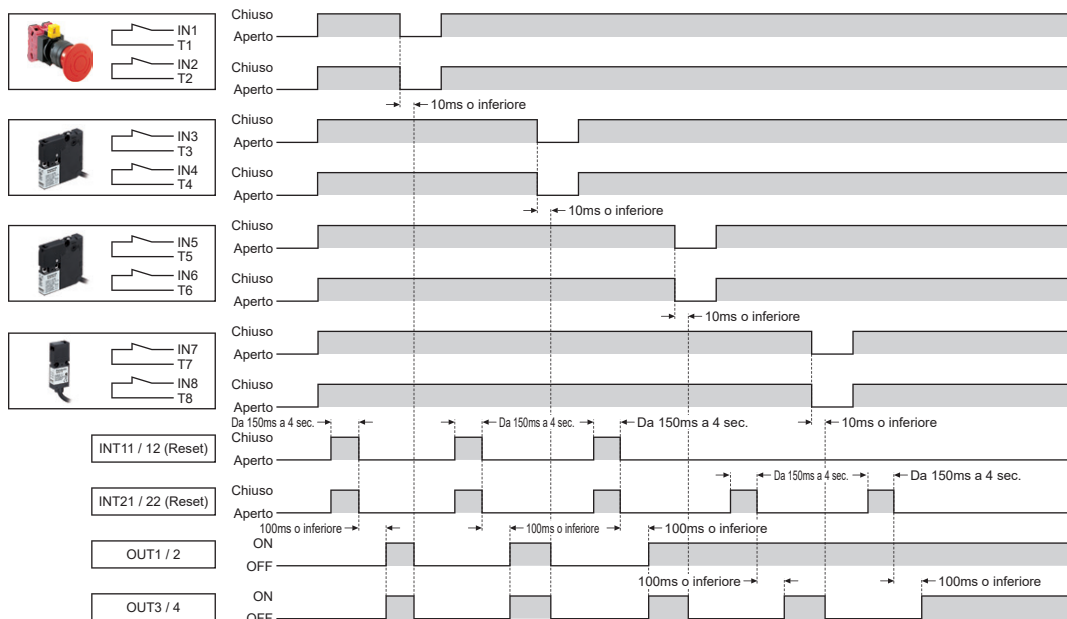 Chiuso
IN1
T1
Aperto
Chiuso
IN2
T2
Aperto
10ms o inferiore
Chiuso
IN3
T3
Aperto
Chiuso
IN4
T4
Aperto
10ms o inferiore
Chiuso
IN5
T5
Aperto
Chiuso
IN6
T6
Aperto
10ms o inferiore
Chiuso
IN7
T7
Aperto
Chiuso
IN8
T8
Aperto
Da 150ms a 4 sec. Da 150ms a 4 sec. Da 150ms a 4 sec. 10ms o inferiore
INT11 / 12 (Reset)
Chiuso
Aperto
Da 150ms a 4 sec. Da 150ms a 4 sec.
INT21 / 22 (Reset)
Chiuso
Aperto
100ms o inferiore 100ms o inferiore 100ms o inferiore
OUT1 / 2
ON
OFF
100ms o inferiore 100ms o inferiore
OUT3 / 4
ON
OFF